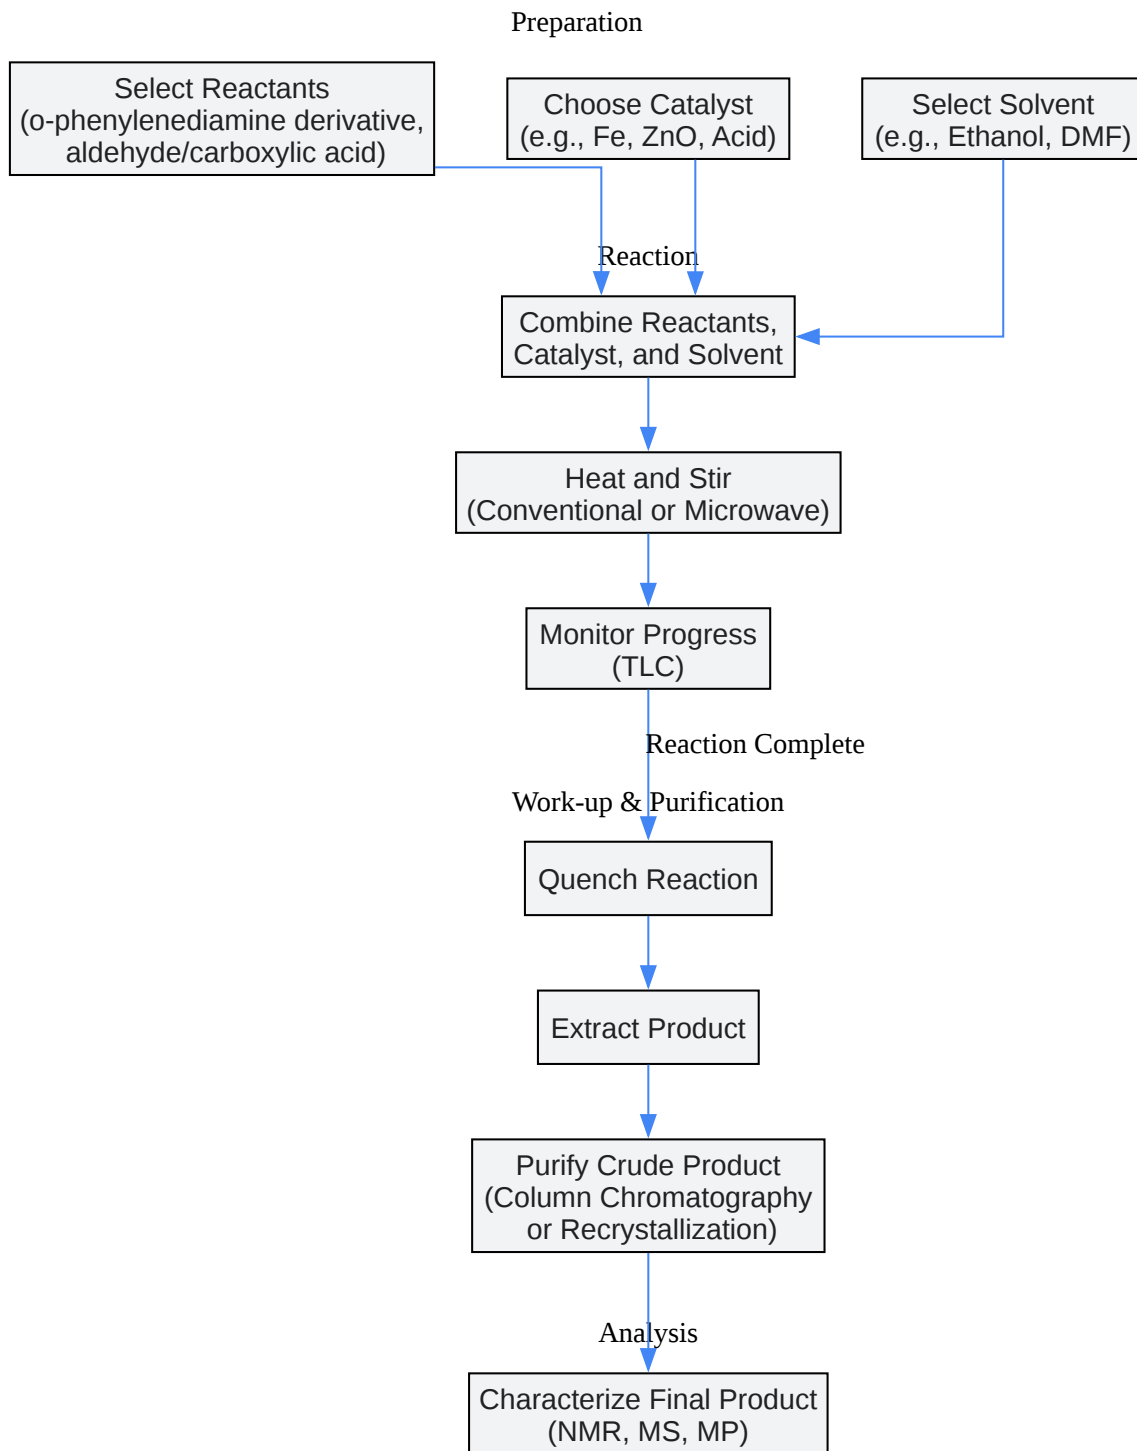 Preparation
Select Reactants
(o-phenylenediamine derivative,
aldehyde/carboxylic acid)
Choose Catalyst
(e.g., Fe, ZnO, Acid)
Select Solvent
(e.g., Ethanol, DMF)
Reaction
Combine Reactants,
Catalyst, and Solvent
Heat and Stir
(Conventional or Microwave)
Monitor Progress
(TLC)
Reaction Complete
Work-up & Purification
Quench Reaction
Extract Product
Purify Crude Product
(Column Chromatography
or Recrystallization)
Analysis
Characterize Final Product
(NMR, MS, MP)